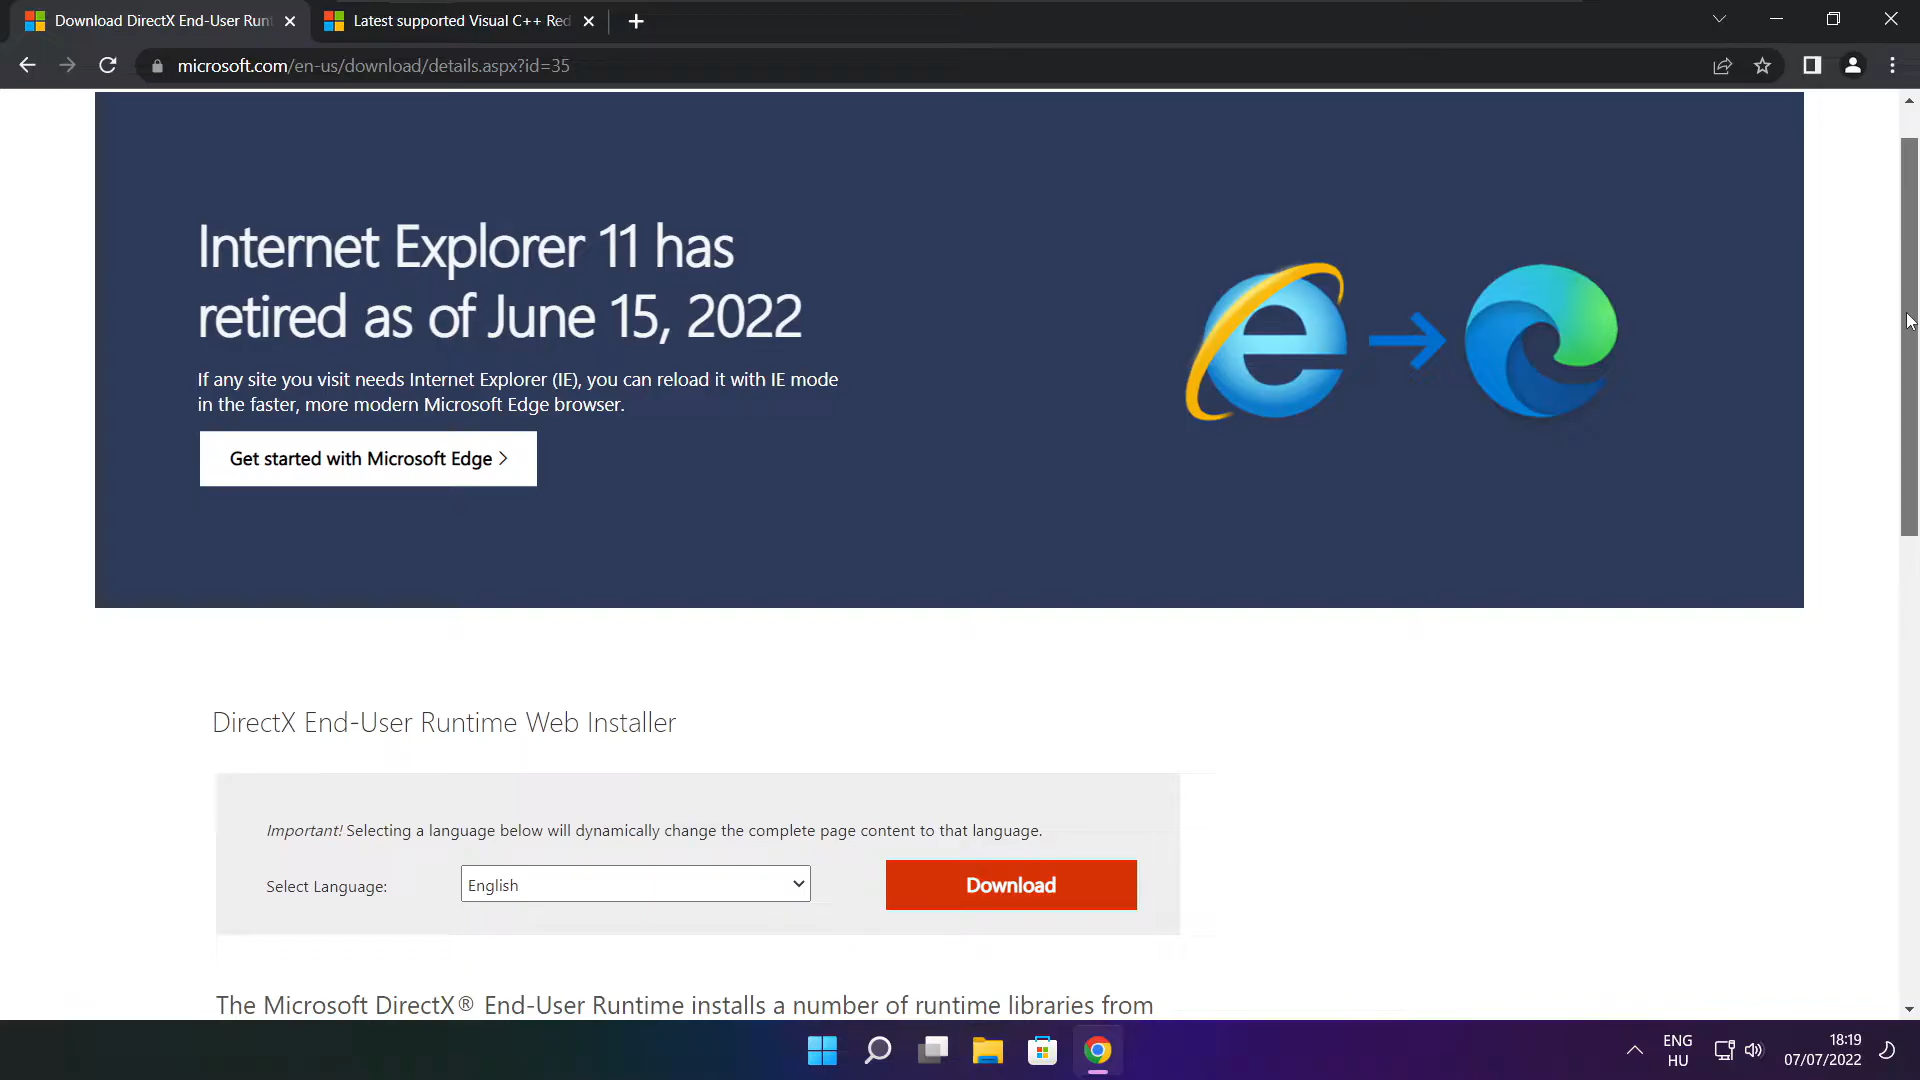 Download DirectX End-User Run
Latest supported Visual C++ Red
microsoft.com/en-us/download/details.aspx?id=35
Internet Explorer 11 has
retired as of June 15, 2022
If any site you visit needs Internet Explorer (IE), you can reload it with IE mode
in the faster, more modern Microsoft Edge browser.
Get started with Microsoft Edge >
DirectX End-User Runtime Web Installer
Important! Selecting a language below will dynamically change the complete page content to that language.
Select Language:
English
Download
The Microsoft DirectX® End-User Runtime installs a number of runtime libraries from
ENG
HU
18:19
07/07/2022